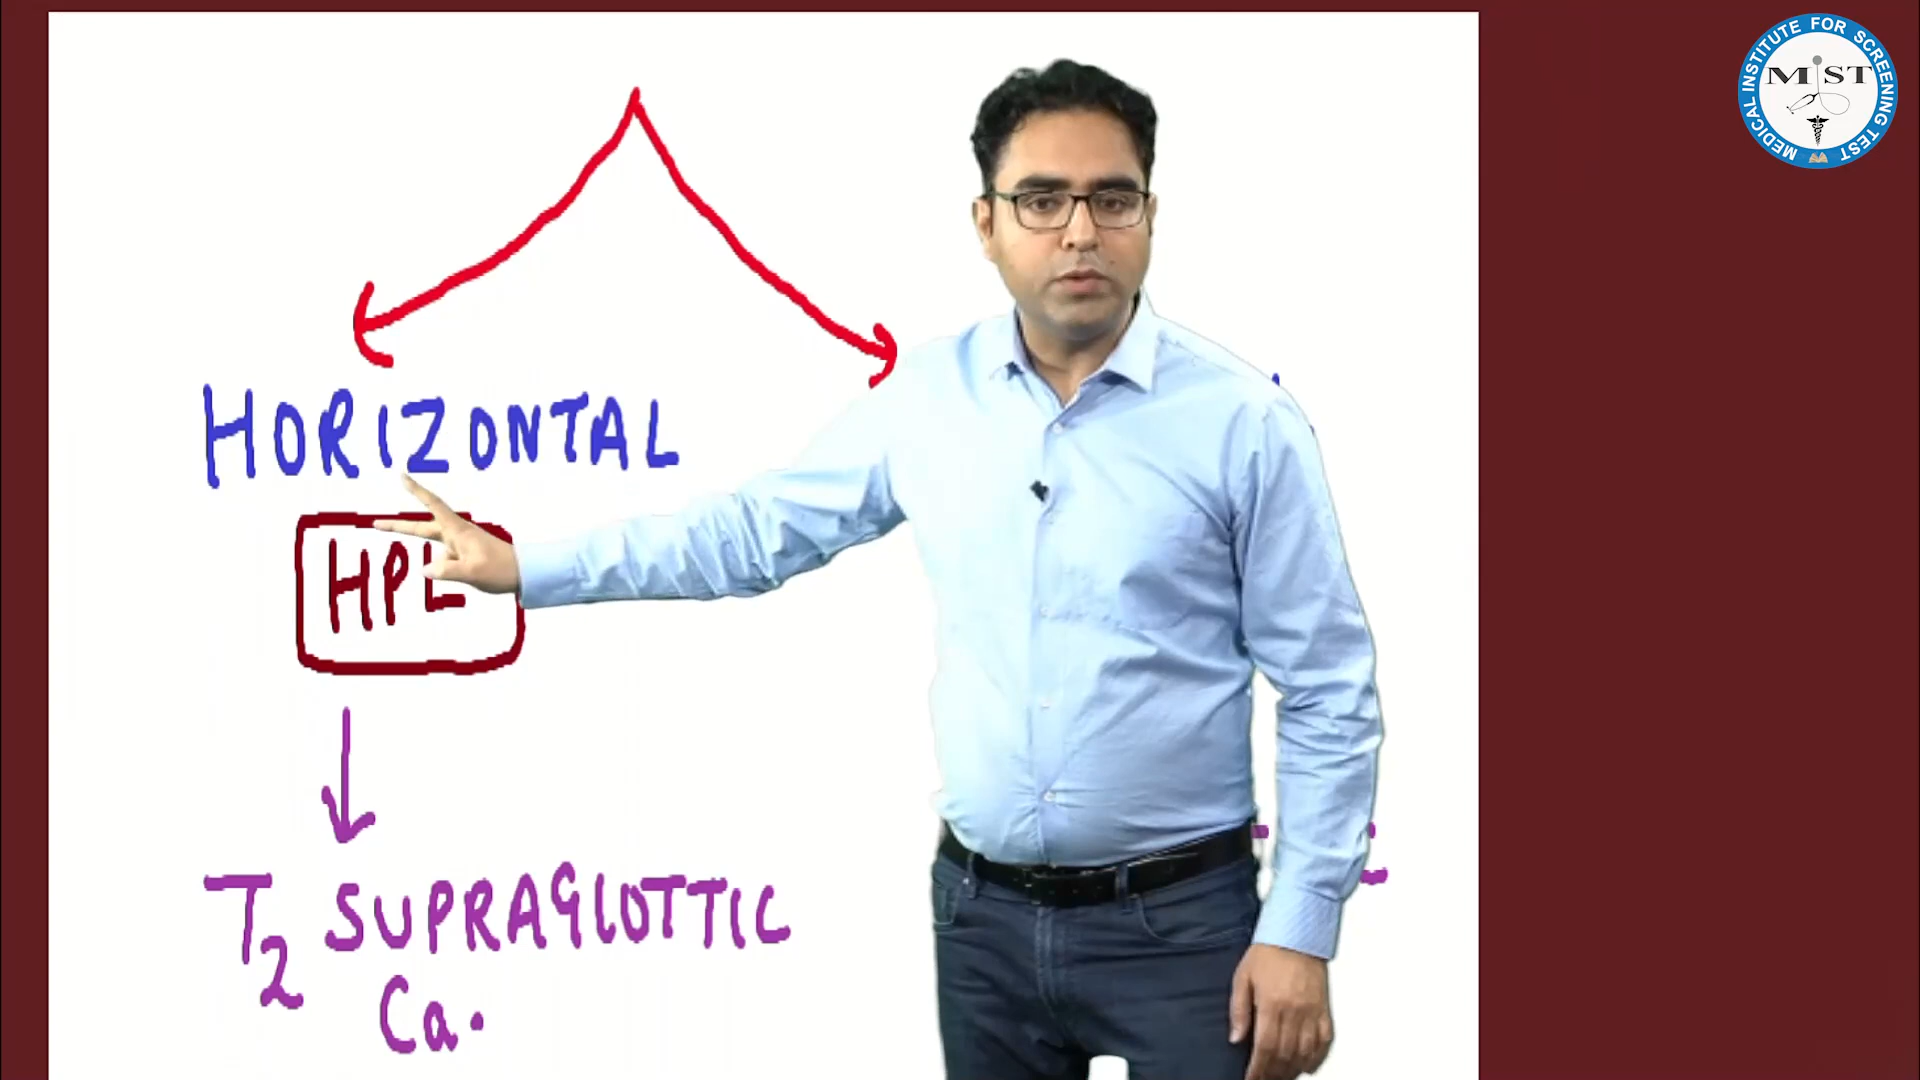 MEDICAL INSTITUTE FOR SCREENING TEST
MIST
HORIZONTAL
HPL
T2 SUPRAGLOTTIC
Ca.